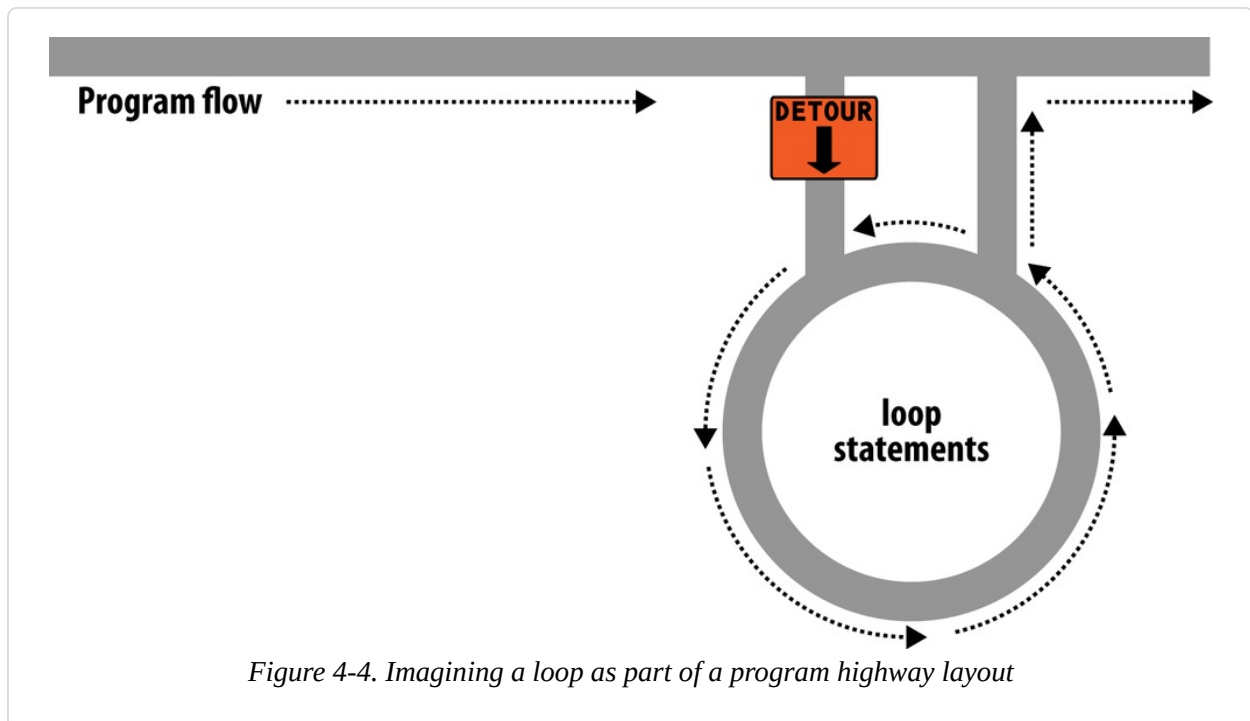 Program flow
DETOUR
loop
statements
Figure 4-4. Imagining a loop as part of a program highway layout